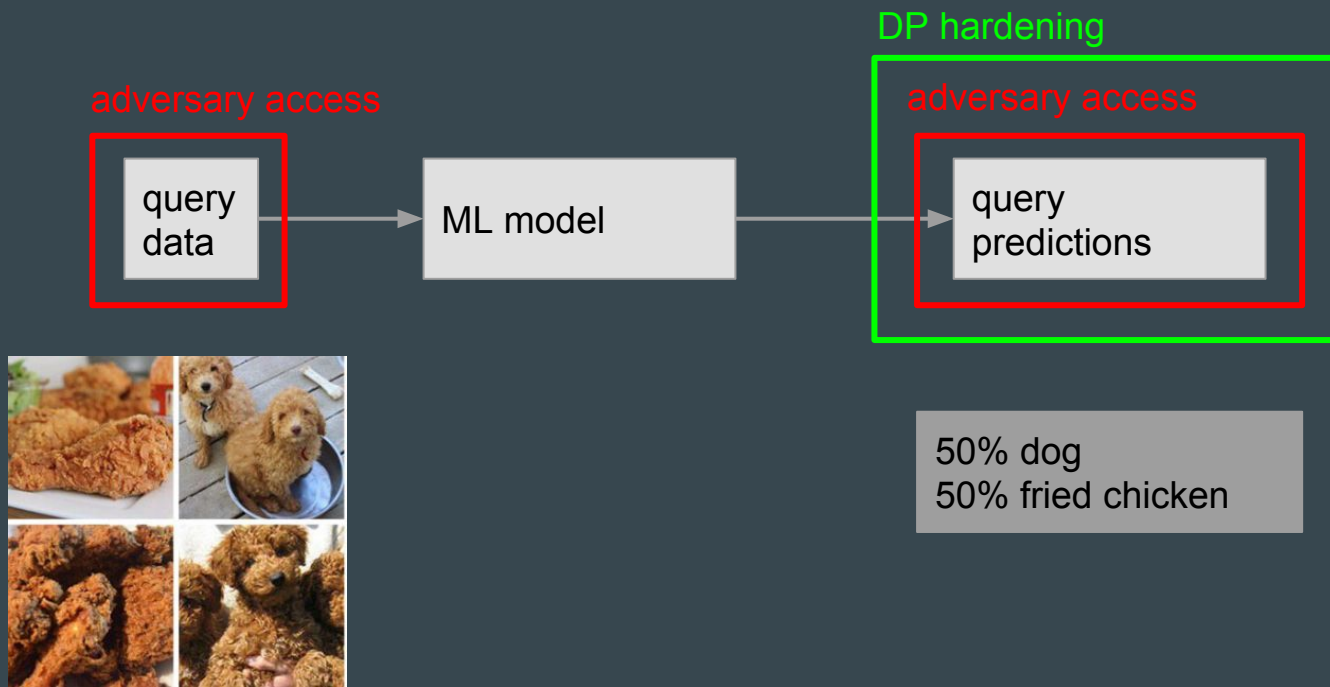 DP hardening
adversary access
adversary access
query
data
ML model
query
predictions
50% dog
50% fried chicken